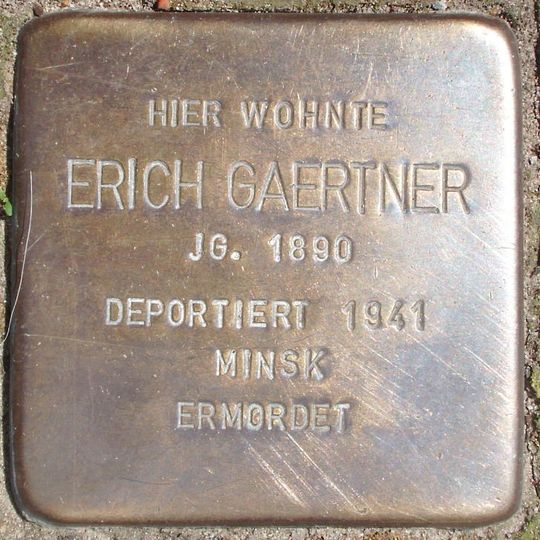 HIER WOHNTE
ERICH GAERTNER
JG. 1890
DEPORTIERT 1941
MINSK
ERMORDET